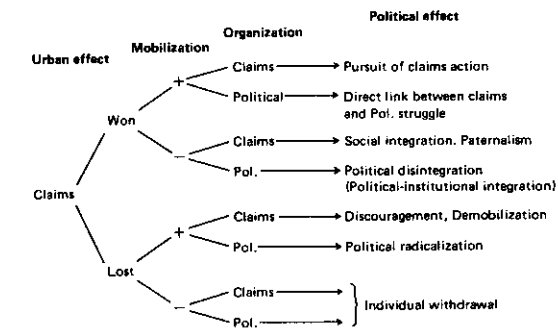 Political effect
Organization
Mobilization
Urban effect
Claims Pursuit of claims action
+
Political Direct link between claims
and Pol. struggle
Won
Claims Social integration. Paternalism
−
Pol. Political disintegration
(Political-institutional integration)
Claims
Claims Discouragement, Demobilization
+
Pol. Political radicalization
Lost
Claims
− Individual withdrawal
Pol.